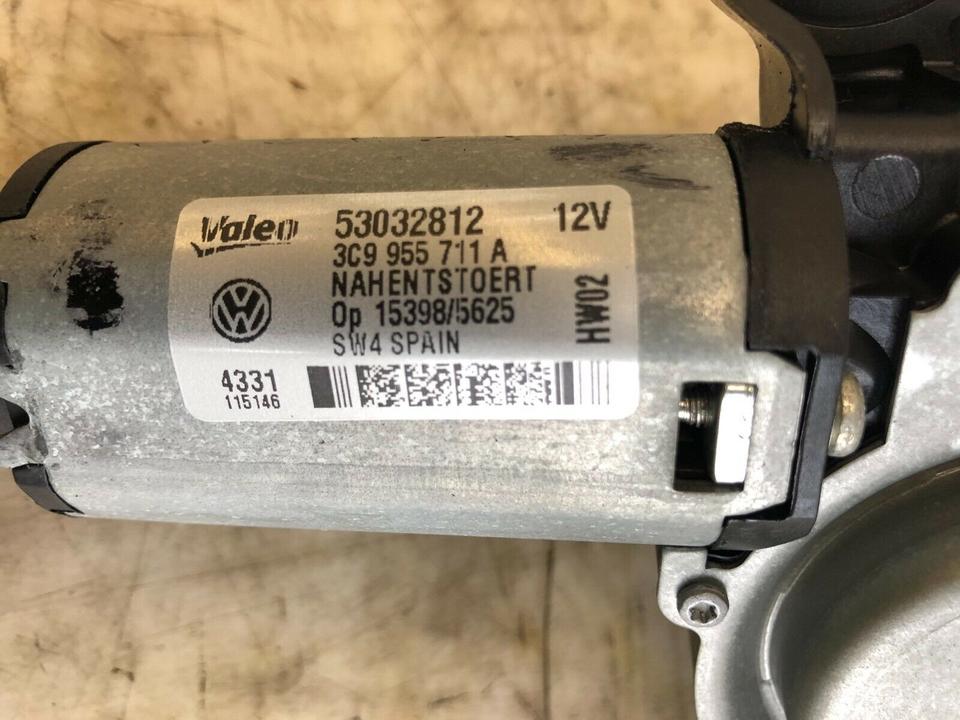 Valeo 53032812 12V
3C9 955 711 A
NAHENTSTOERT
Op 15398/5625
SW4 SPAIN
HW02
4331
115146